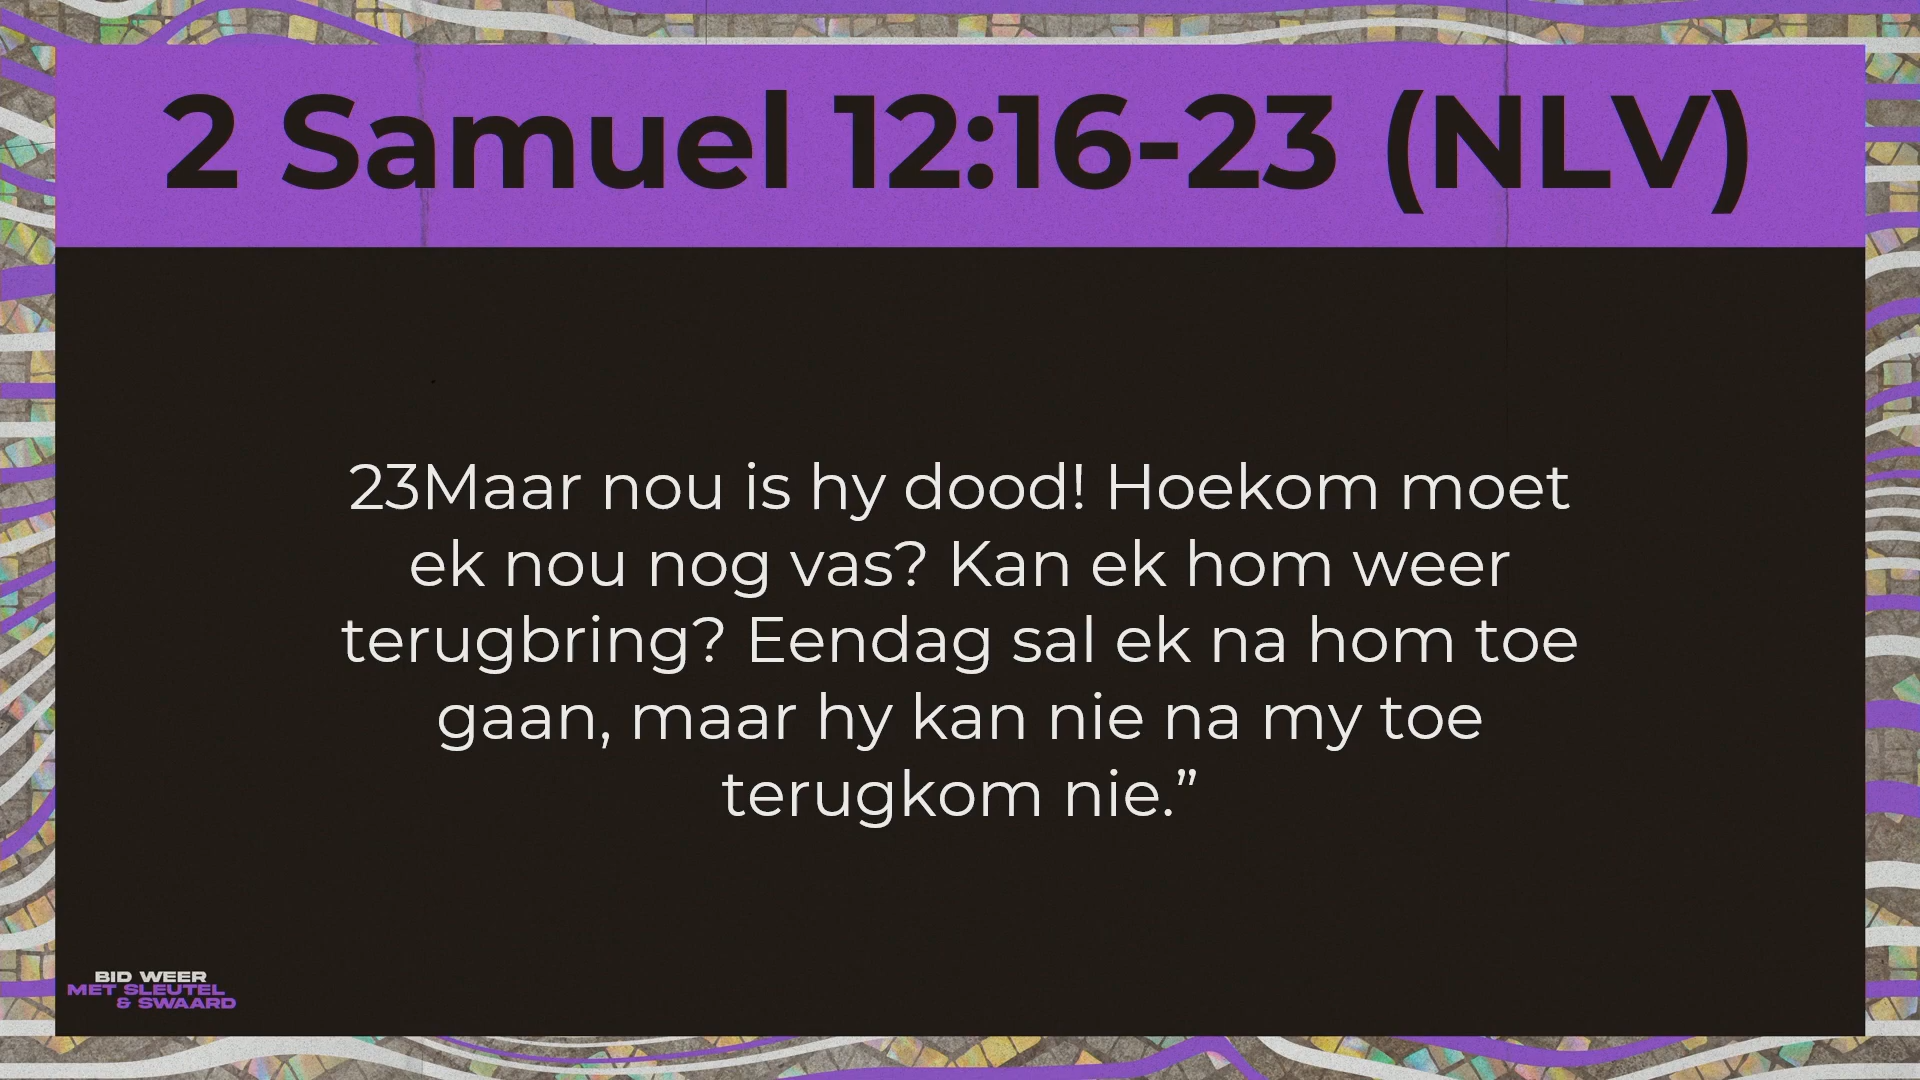 2 Samuel 12:16-23 (NLV)
23Maar nou is hy dood! Hoekom moet
ek nou nog vas? Kan ek hom weer
terugbring? Eendag sal ek na hom toe
gaan, maar hy kan nie na my toe
terugkom nie.”
BID WEER
MET SLEUTEL
& SWAARD